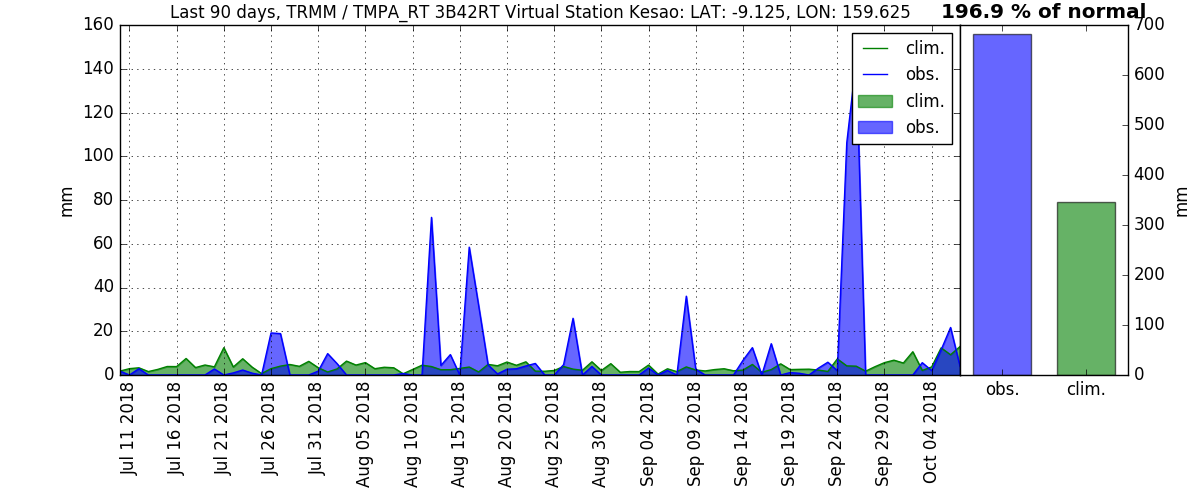 Last 90 days, TRMM / TMPA_RT 3B42RT Virtual Station Kesao: LAT: -9.125, LON: 159.625
196.9 % of normal
160
140
120
100
80
60
40
20
0
mm
clim.
obs.
clim.
obs.
Jul 11 2018
Jul 16 2018
Jul 21 2018
Jul 26 2018
Jul 31 2018
Aug 05 2018
Aug 10 2018
Aug 15 2018
Aug 20 2018
Aug 25 2018
Aug 30 2018
Sep 04 2018
Sep 09 2018
Sep 14 2018
Sep 19 2018
Sep 24 2018
Sep 29 2018
Oct 04 2018
700
600
500
400
300
200
100
0
mm
obs.
clim.